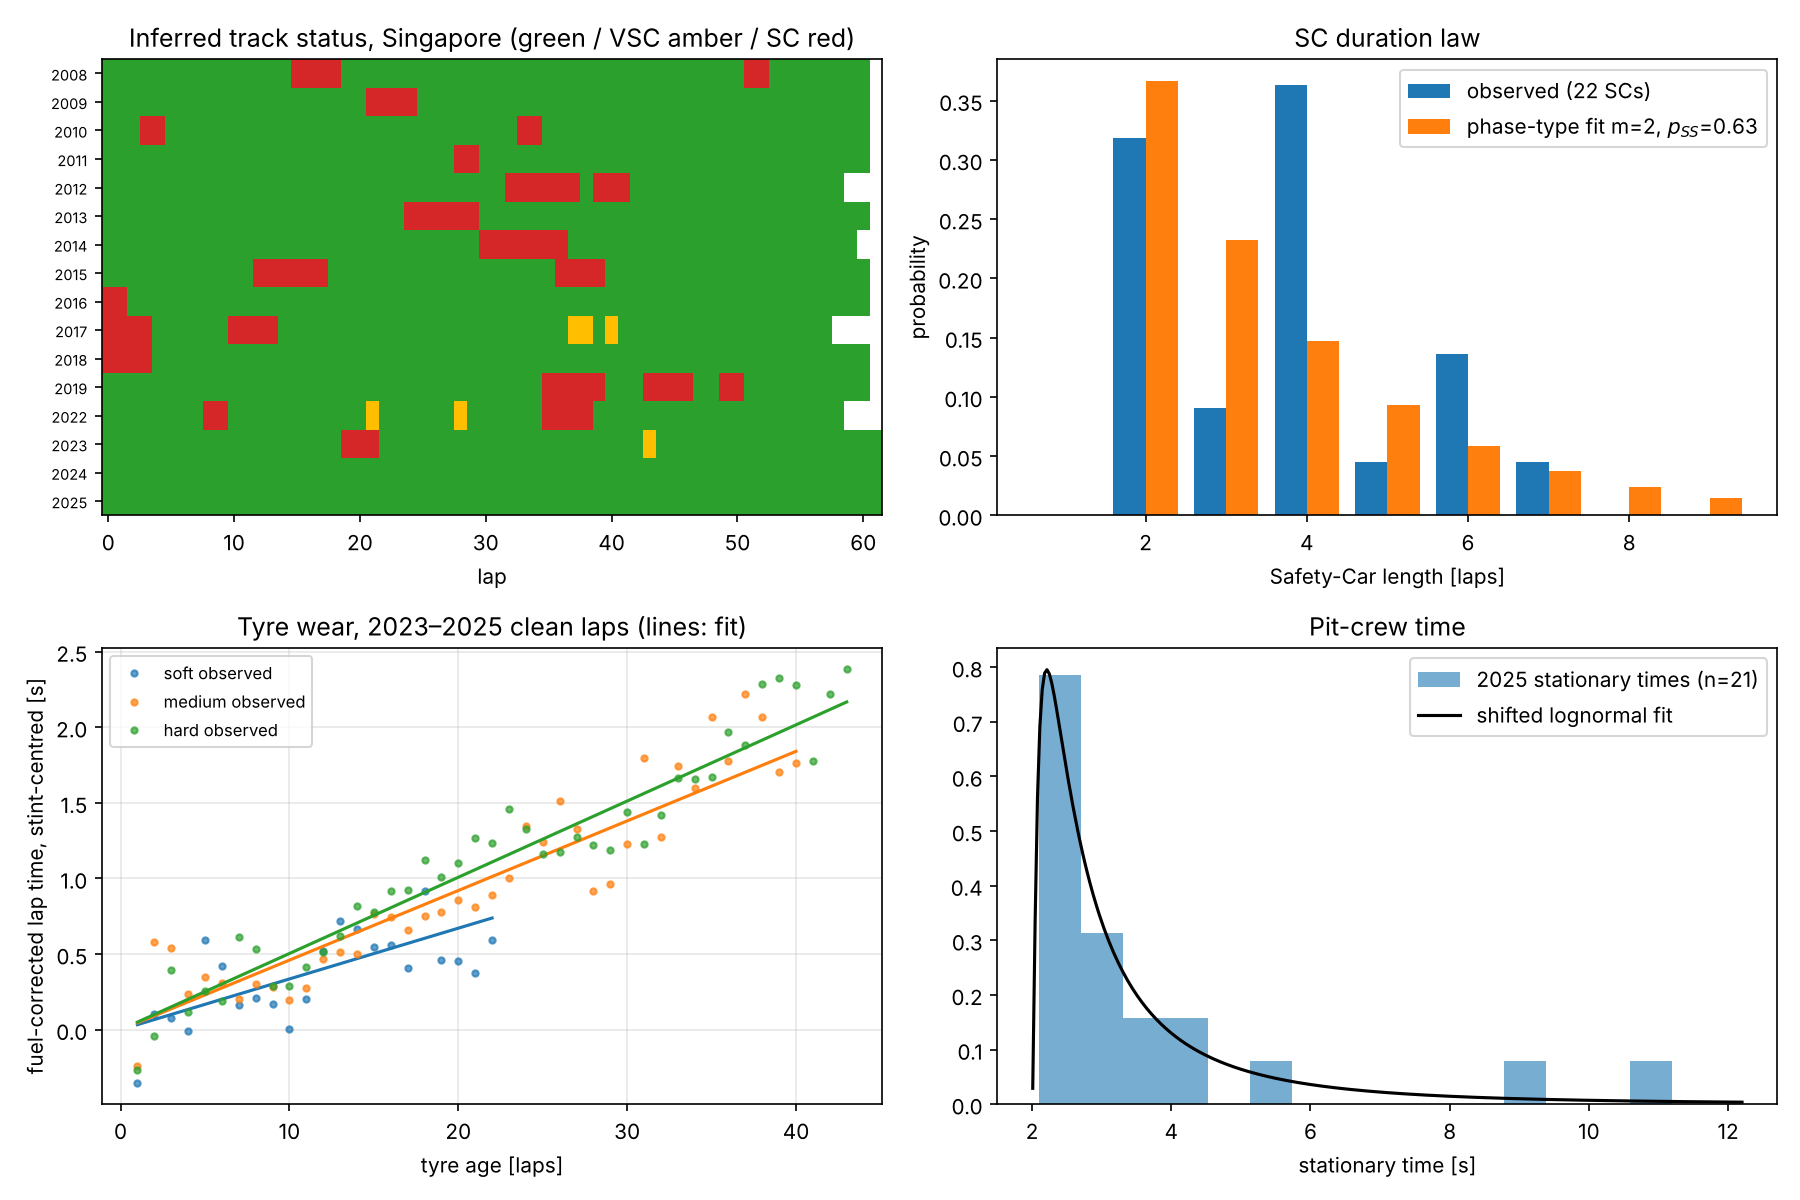 Inferred track status, Singapore (green / VSC amber / SC red)
2008
2009
2010
2011
2012
2013
2014
2015
2016
2017
2018
2019
2022
2023
2024
2025
0 10 20 30 40 50 60
lap
SC duration law
probability
0.35
0.30
0.25
0.20
0.15
0.10
0.05
0.00
observed (22 SCs)
phase-type fit m=2, pSS=0.63
2 4 6 8
Safety-Car length [laps]
Tyre wear, 2023–2025 clean laps (lines: fit)
fuel-corrected lap time, stint-centred [s]
2.5
2.0
1.5
1.0
0.5
0.0
soft observed
medium observed
hard observed
0 10 20 30 40
tyre age [laps]
Pit-crew time
0.8
0.7
0.6
0.5
0.4
0.3
0.2
0.1
0.0
2025 stationary times (n=21)
shifted lognormal fit
2 4 6 8 10 12
stationary time [s]